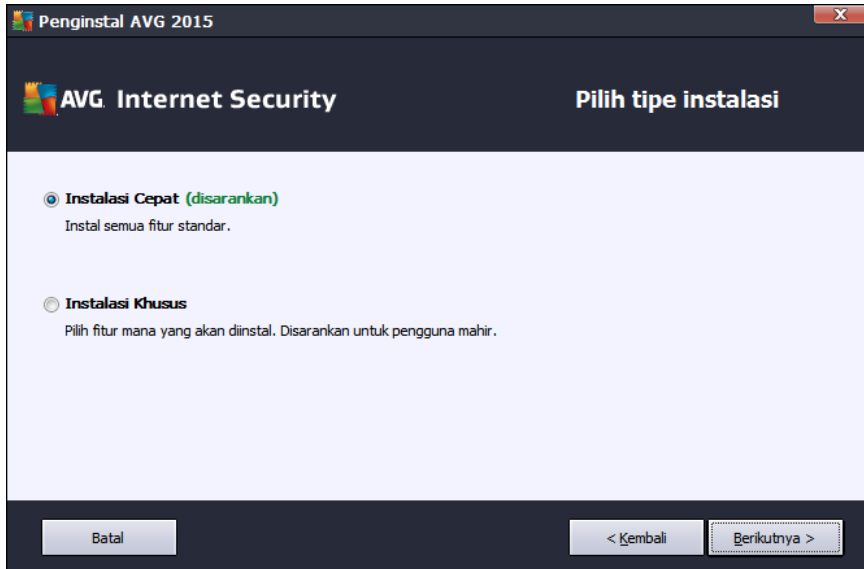 Penginstal AVG 2015
X
AVG. Internet Security
Pilih tipe instalasi
Instalasi Cepat (disarankan)
Instal semua fitur standar.
Instalasi Khusus
Pilih fitur mana yang akan diinstal. Disarankan untuk pengguna mahir.
Batal
< Kembali
Berikutnya >